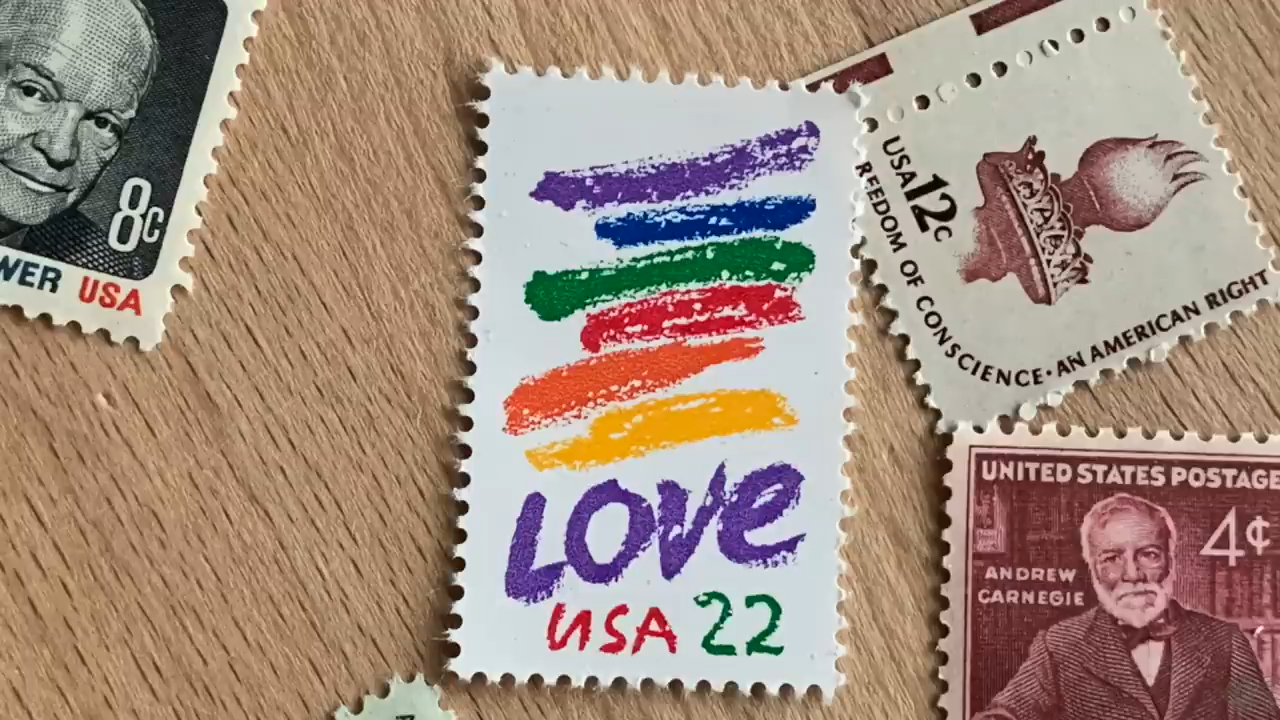 8c
WER USA
LOVE
USA 22
USA 12c
REEDOM OF CONSCIENCE • AN AMERICAN RIGHT
UNITED STATES POSTAGE
4¢
ANDREW
CARNEGIE